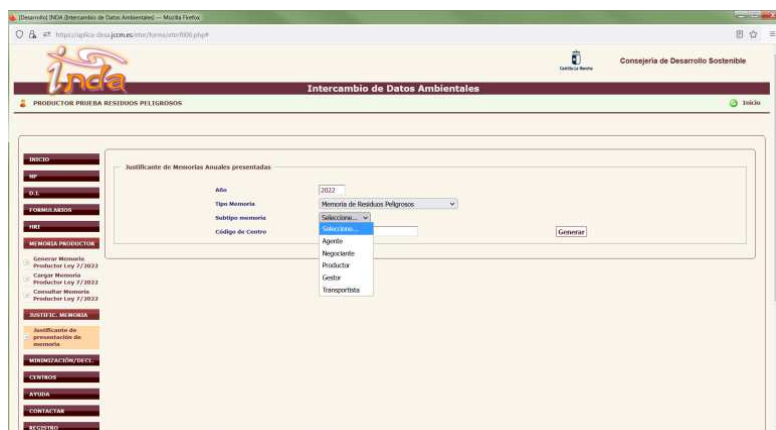 [Desarrollo] INDA (Intercambio de Datos Ambientales) — Mozilla Firefox
Inda
Castilla-La Mancha
Consejería de Desarrollo Sostenible
Intercambio de Datos Ambientales
PRODUCTOR PRUEBA RESIDUOS PELIGROSOS
Inicio
INICIO
NP
D.I.
FORMULARIOS
HRI
MEMORIA PRODUCTOR
Generar Memoria
Productor Ley 7/2022
Cargar Memoria
Productor Ley 7/2022
Consultar Memoria
Productor Ley 7/2022
JUSTIFIC. MEMORIA
Justificante de
presentación de
memoria
MINIMIZACIÓN/DECL.
CENTROS
AYUDA
CONTACTAR
REGISTRO
Justificante de Memorias Anuales presentadas
Año
2022
Tipo Memoria
Memoria de Residuos Peligrosos
Subtipo memoria
Seleccione...
Código de Centro
Generar
Seleccione...
Agente
Negociante
Productor
Gestor
Transportista